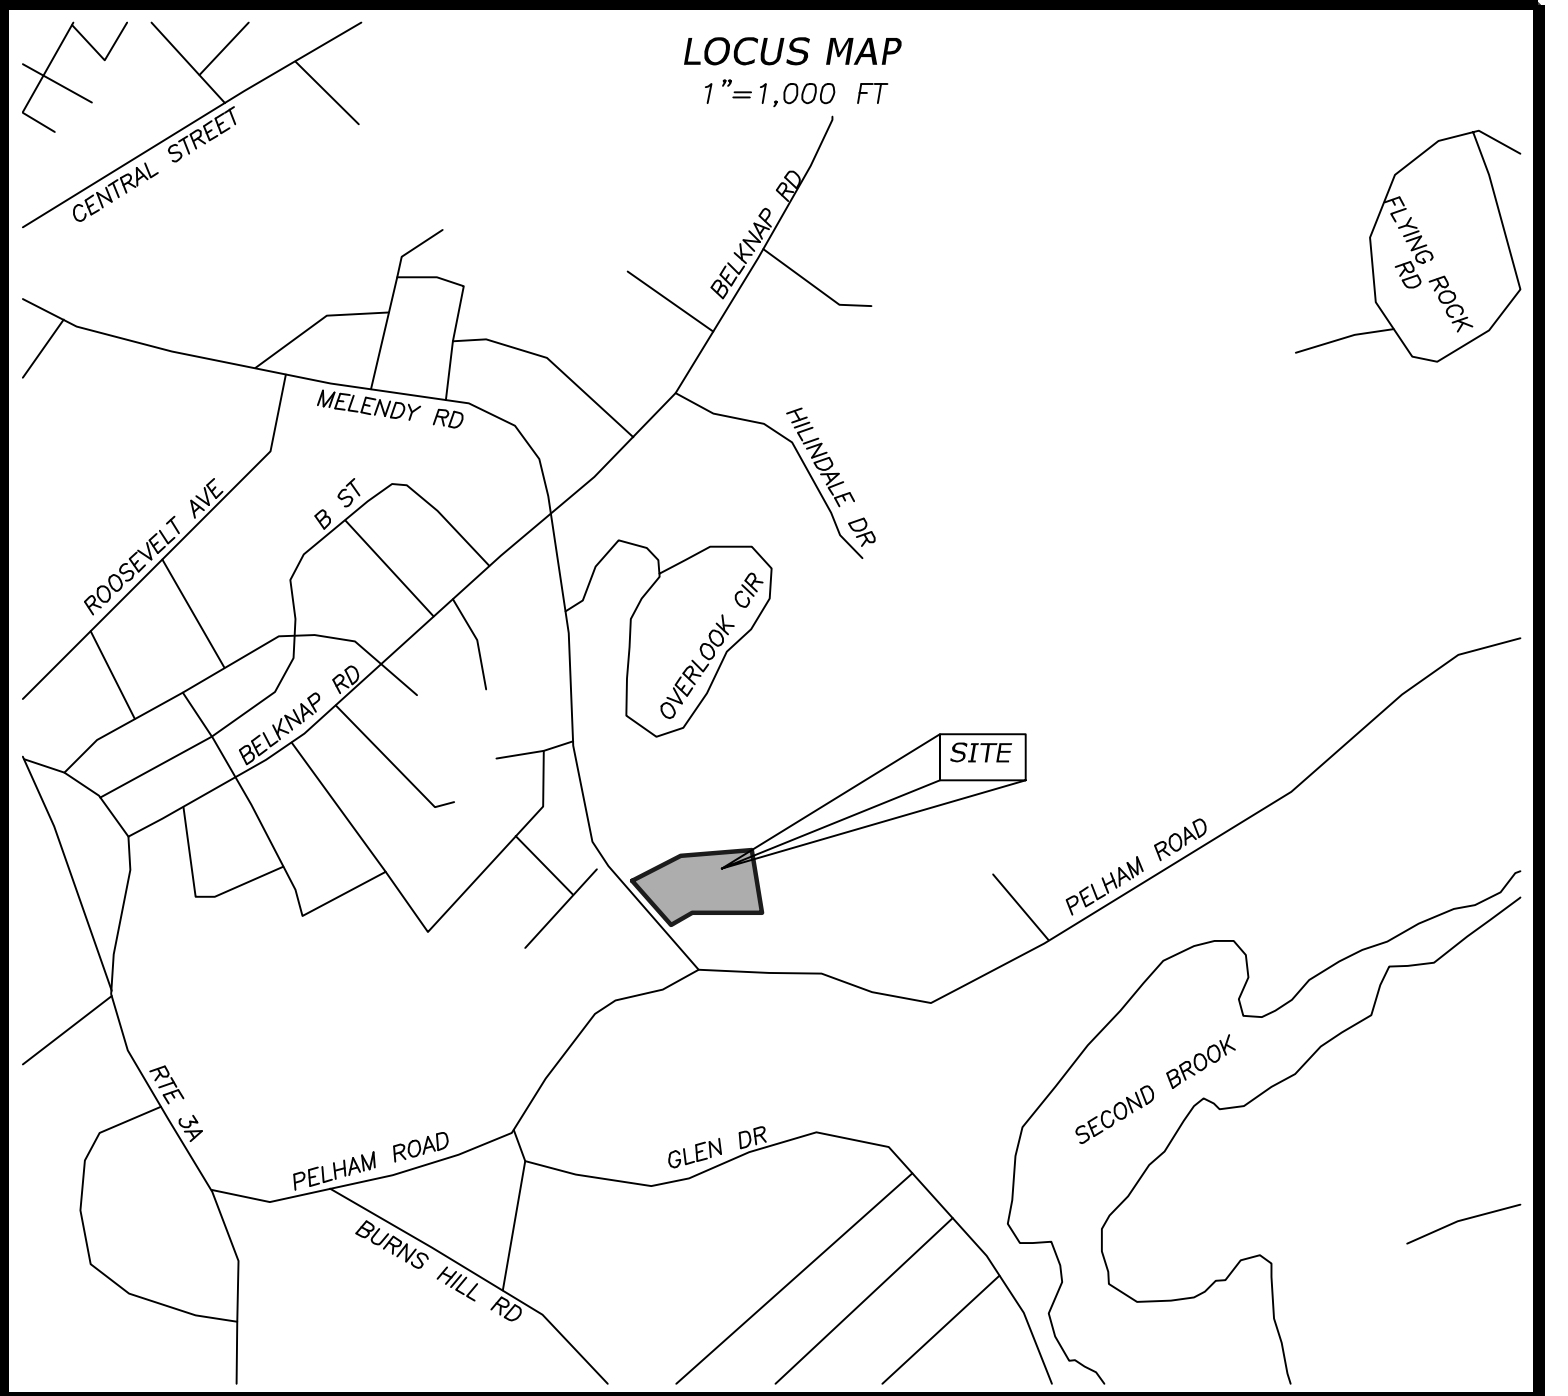 LOCUS MAP
1"=1,000 FT
CENTRAL STREET
BELKNAP RD
FLYING ROCK
RD
MELENDY RD
HILINDALE DR
ROOSEVELT AVE
B ST
OVERLOOK CIR
BELKNAP RD
SITE
PELHAM ROAD
SECOND BROOK
RTE 3A
PELHAM ROAD
GLEN DR
BURNS HILL RD